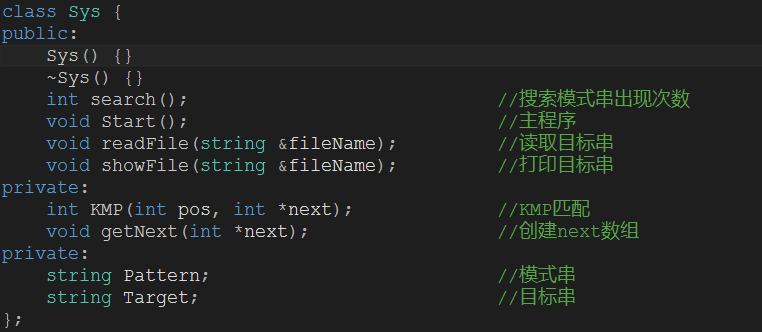 class Sys {
public:
    Sys() {}
    ~Sys() {}
    int search(); //搜索模式串出现次数
    void Start(); //主程序
    void readFile(string &fileName); //读取目标串
    void showFile(string &fileName); //打印目标串
private:
    int KMP(int pos, int *next); //KMP匹配
    void getNext(int *next); //创建next数组
private:
    string Pattern; //模式串
    string Target; //目标串
};